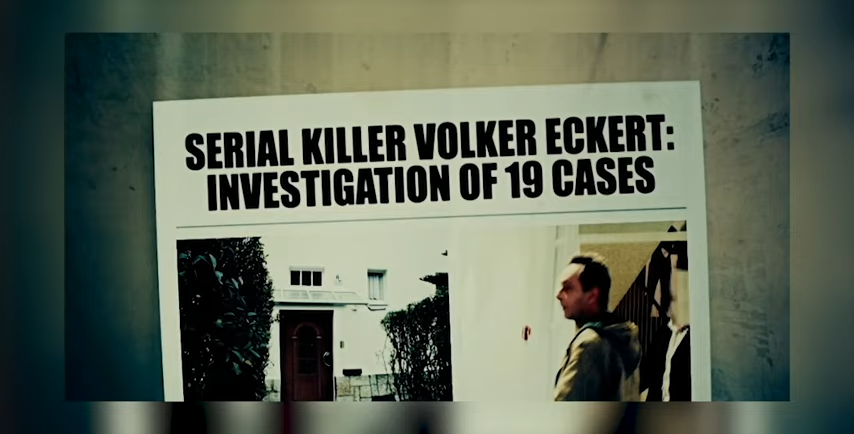 SERIAL KILLER VOLKER ECKERT:
INVESTIGATION OF 19 CASES